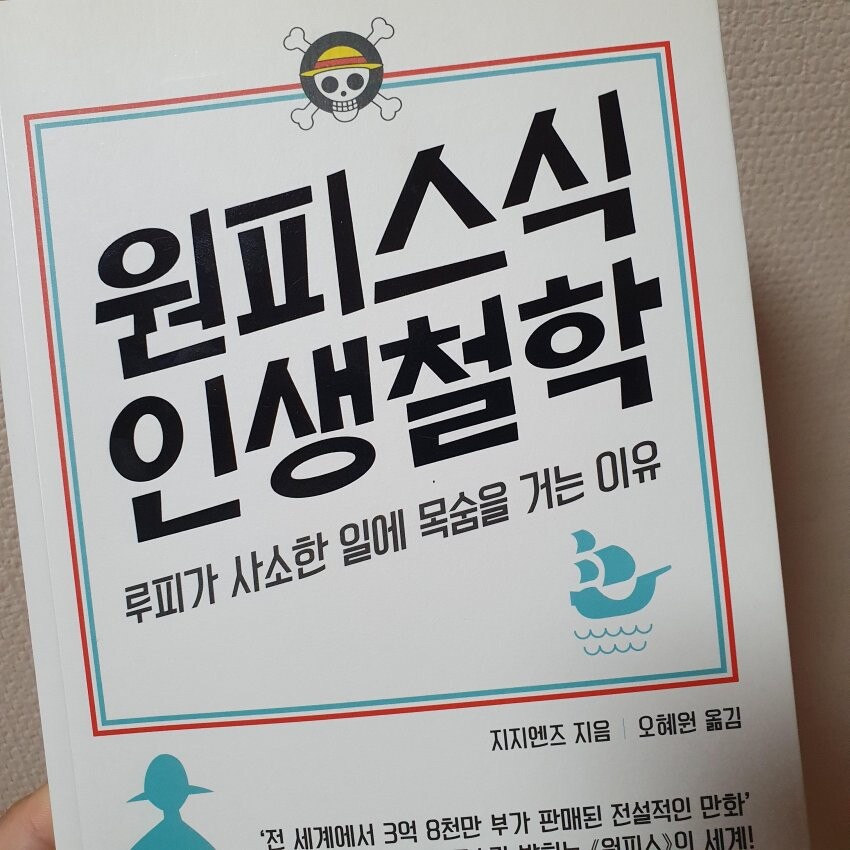 원피스식
인생철학
루피가 사소한 일에 목숨을 거는 이유
지지엔즈 지음 | 오혜원 옮김
‘전 세계에서 3억 8천만 부가 판매된 전설적인 만화’
밝히는 《원피스》의 세계!